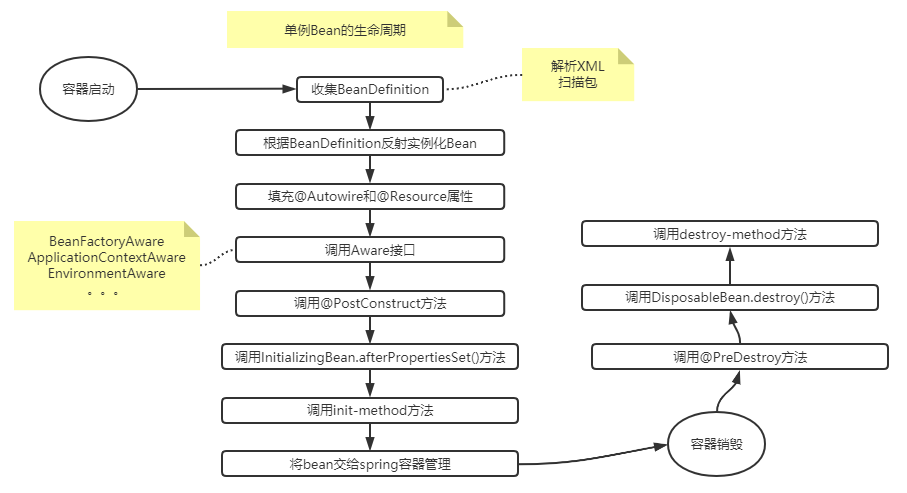 单例Bean的生命周期
容器启动
收集BeanDefinition
解析XML
扫描包
根据BeanDefinition反射实例化Bean
填充@Autowire和@Resource属性
BeanFactoryAware
ApplicationContextAware
EnvironmentAware
。。。
调用Aware接口
调用@PostConstruct方法
调用InitializingBean.afterPropertiesSet()方法
调用init-method方法
将bean交给spring容器管理
容器销毁
调用@PreDestroy方法
调用DisposableBean.destroy()方法
调用destroy-method方法